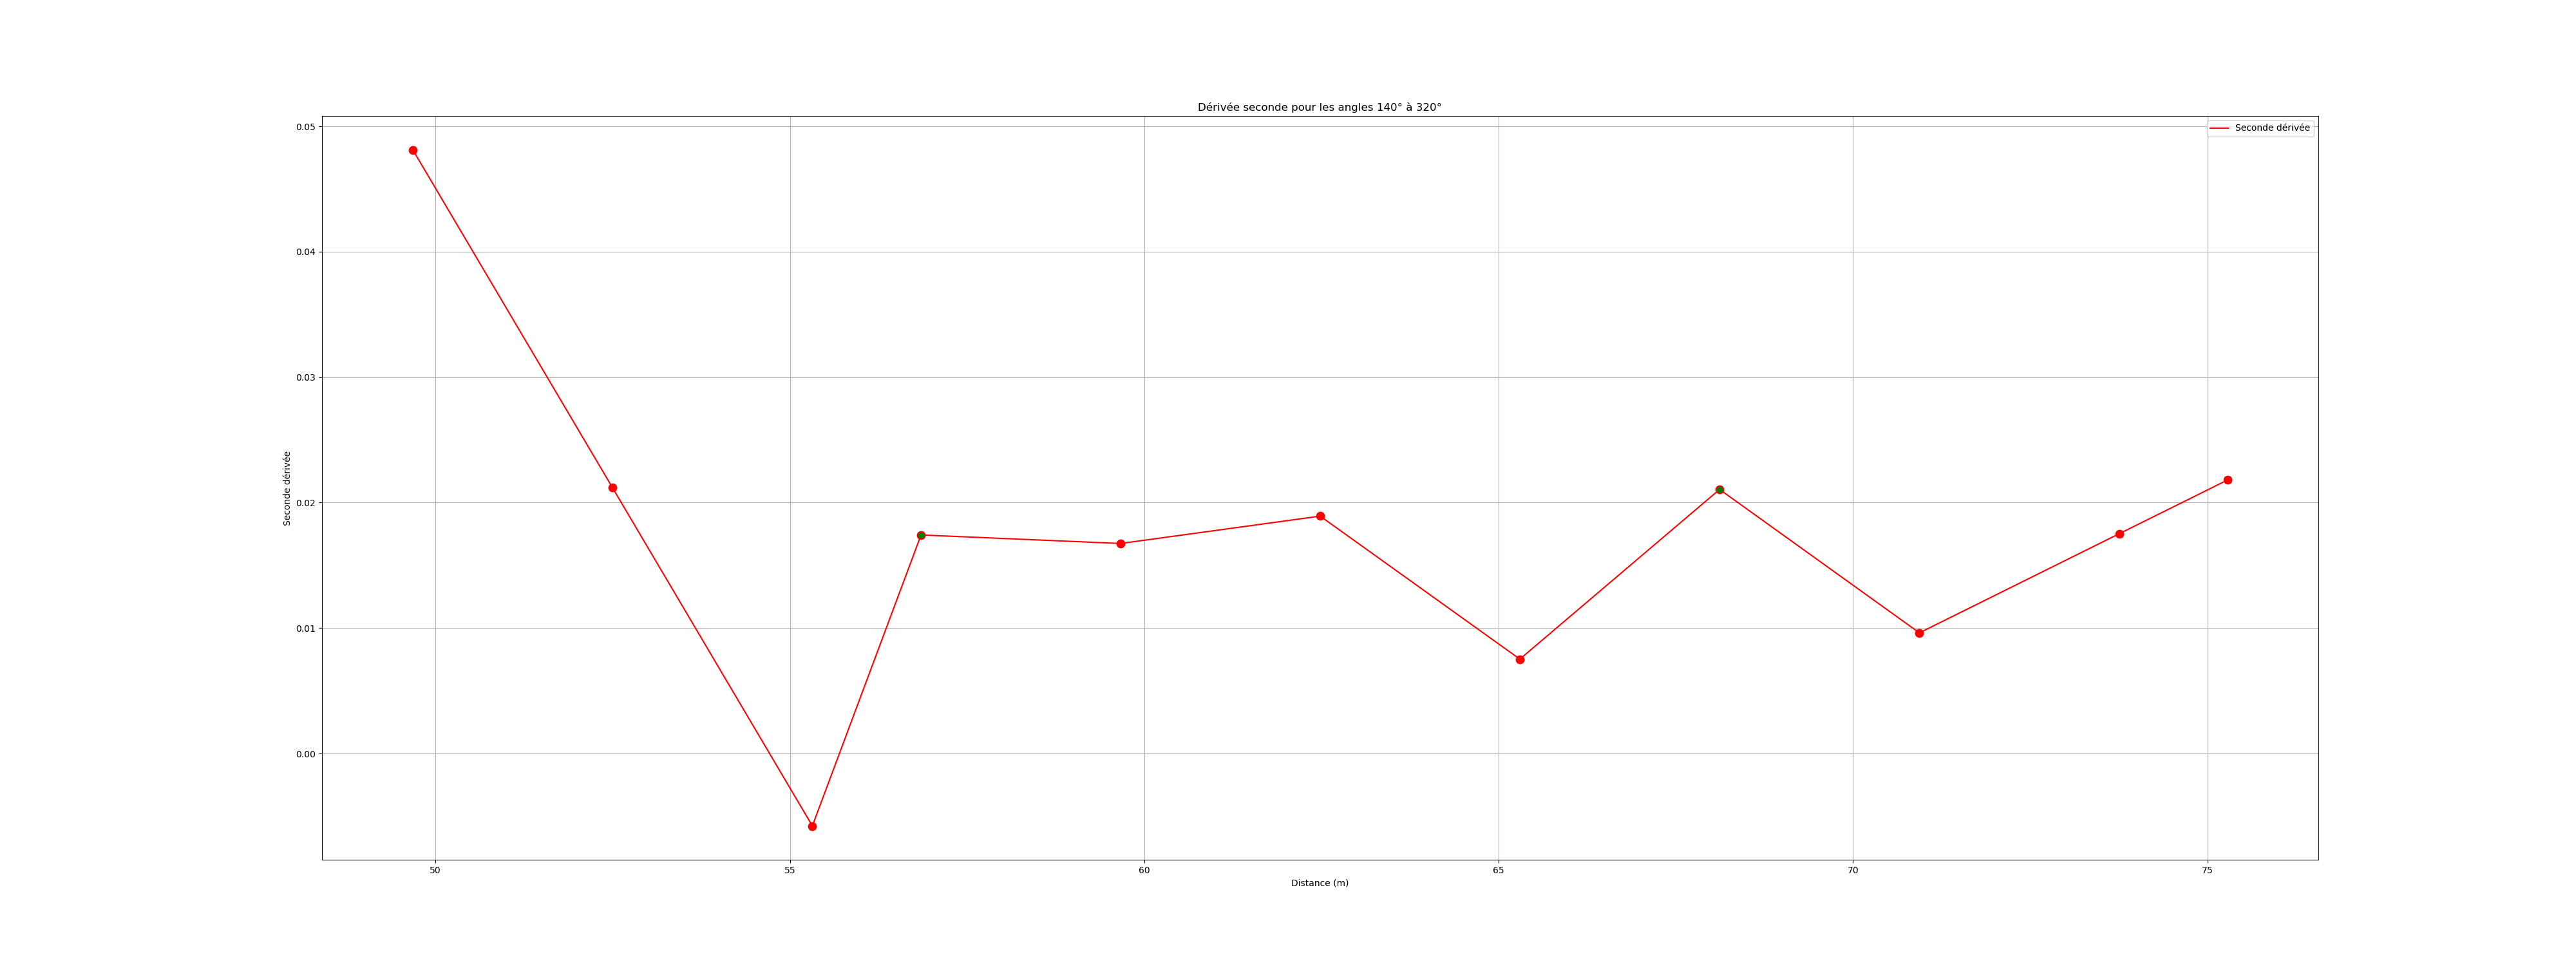 Dérivée seconde pour les angles 140° à 320°
Seconde dérivée
0.05
0.04
0.03
0.02
0.01
0.00
Seconde dérivée
50 55 60 65 70 75
Distance (m)